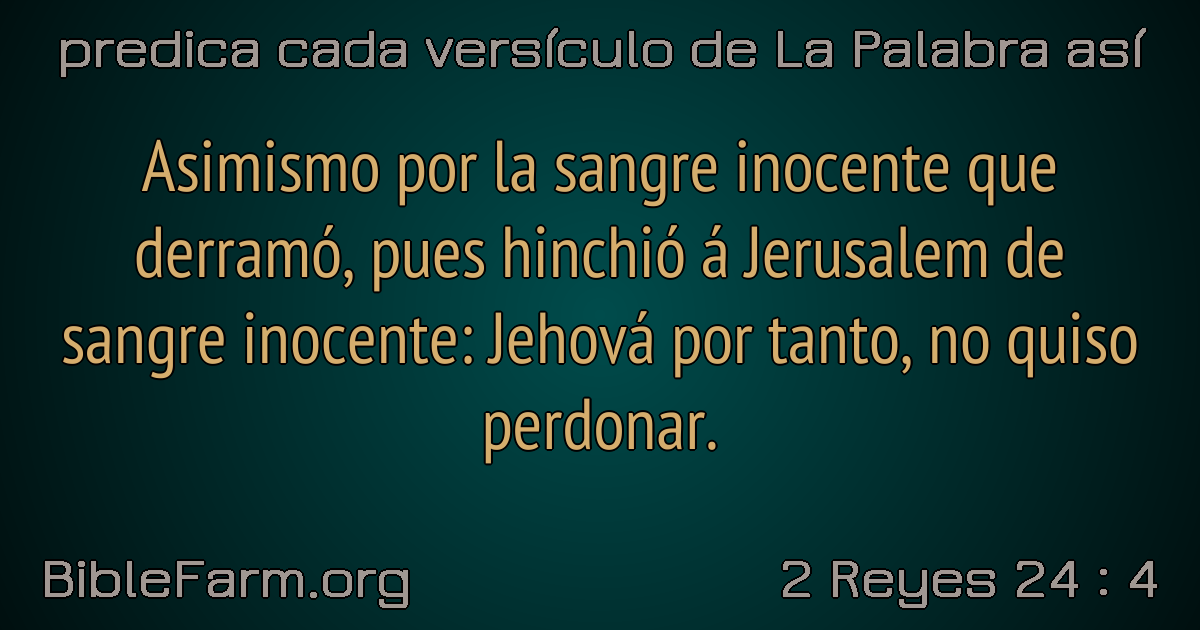 predica cada versículo de La Palabra así
Asimismo por la sangre inocente que
derramó, pues hinchió á Jerusalem de
sangre inocente: Jehová por tanto, no quiso
perdonar.
BibleFarm.org
2 Reyes 24 : 4